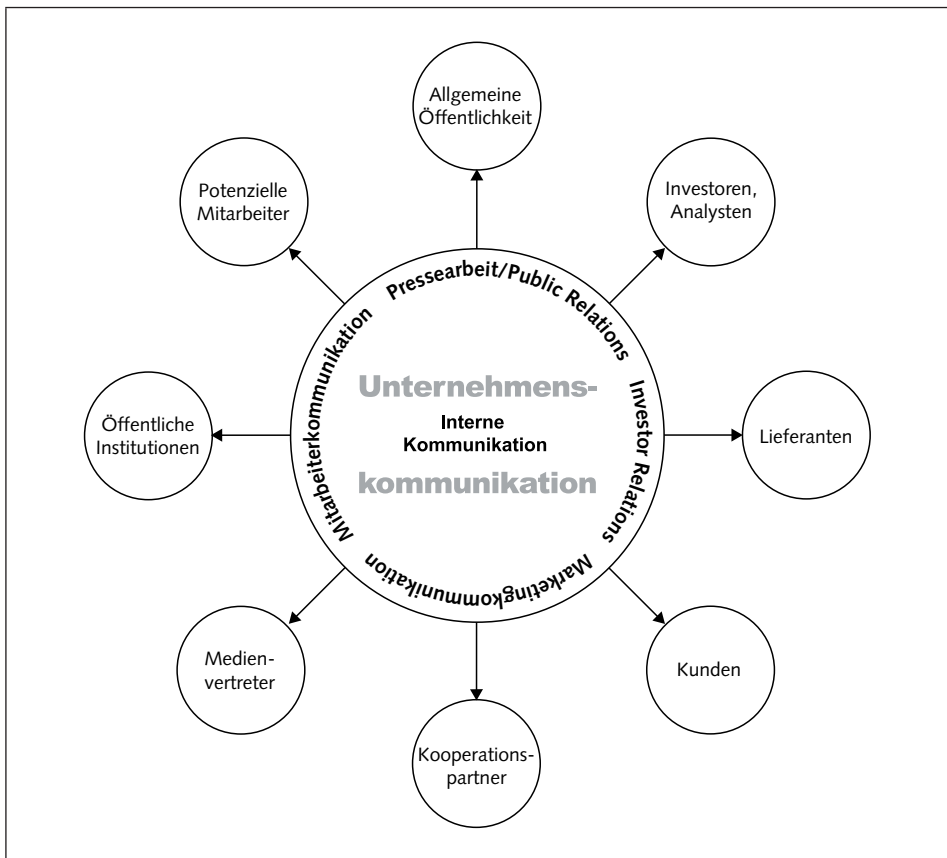 Allgemeine
Öffentlichkeit
Potenzielle
Mitarbeiter
Investoren,
Analysten
Pressearbeit/Public Relations
Mitarbeiterkommunikation
Investor Relations
Marketingkommunikation
Unternehmens-
Interne
Kommunikation
kommunikation
Öffentliche
Institutionen
Lieferanten
Medien-
vertreter
Kunden
Kooperations-
partner